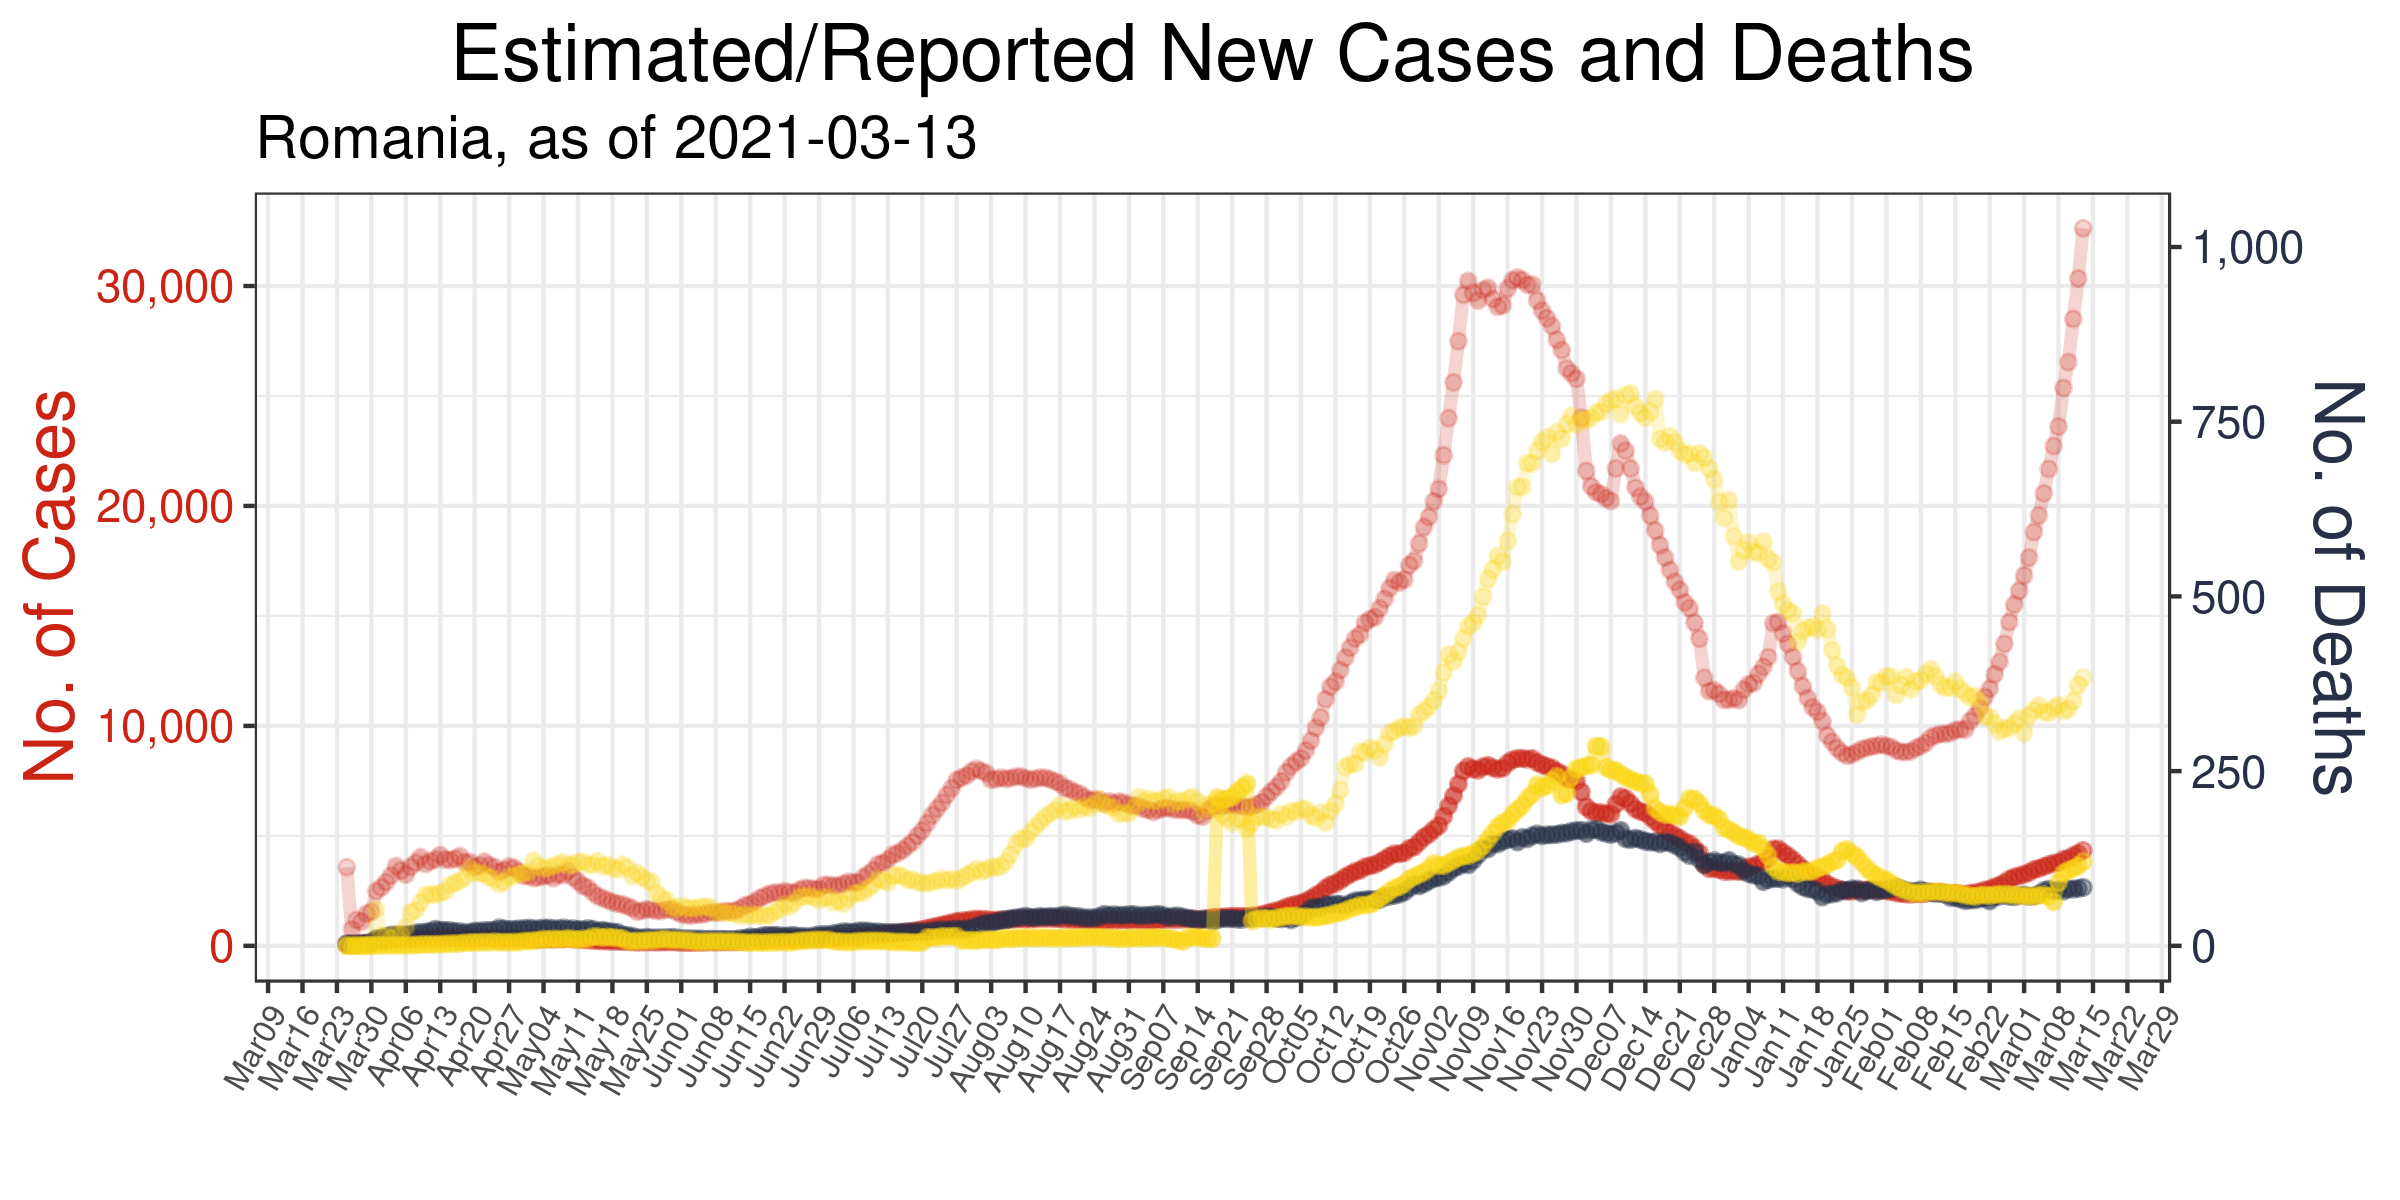 Estimated/Reported New Cases and Deaths
Romania, as of 2021-03-13
No. of Cases
30,000
20,000
10,000
0
1,000
750
500
250
0
No. of Deaths
Mar09 Mar16 Mar23 Mar30 Apr06 Apr13 Apr20 Apr27 May04 May11 May18 May25 Jun01 Jun08 Jun15 Jun22 Jun29 Jul06 Jul13 Jul20 Jul27 Aug03 Aug10 Aug17 Aug24 Aug31 Sep07 Sep14 Sep21 Sep28 Oct05 Oct12 Oct19 Oct26 Nov02 Nov09 Nov16 Nov23 Nov30 Dec07 Dec14 Dec21 Dec28 Jan04 Jan11 Jan18 Jan25 Feb01 Feb08 Feb15 Feb22 Mar01 Mar08 Mar15 Mar22 Mar29